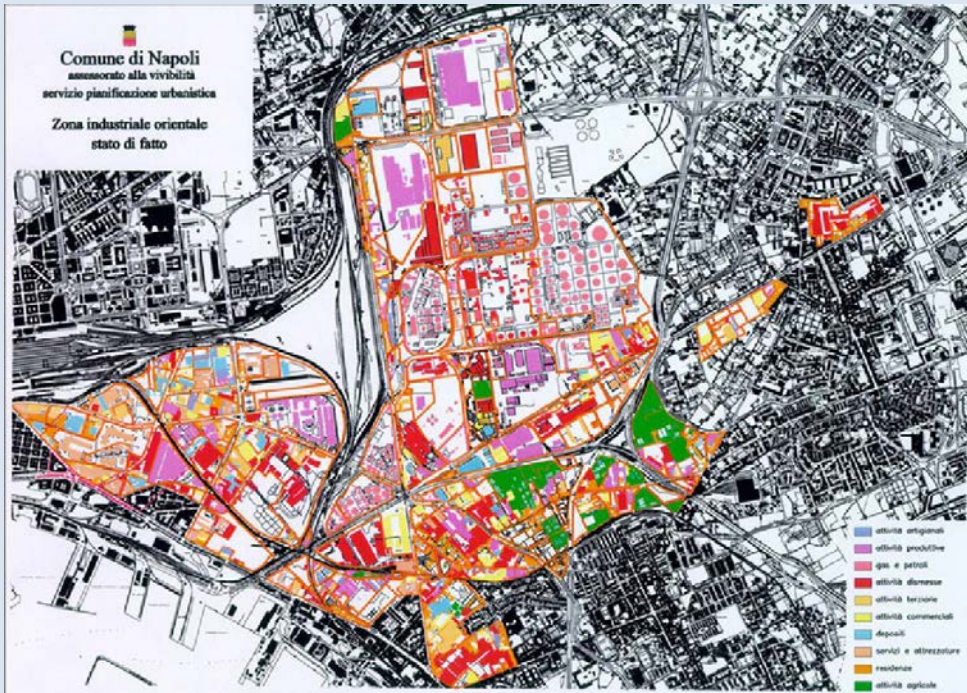 Comune di Napoli
assessorato alla vivibilità
servizio pianificazione urbanistica
Zona industriale orientale
stato di fatto
attività artigianali
attività produttive
gas e petroli
attività dismesse
attività terziarie
attività commerciali
depositi
servizi e attrezzature
residenze
attività agricole